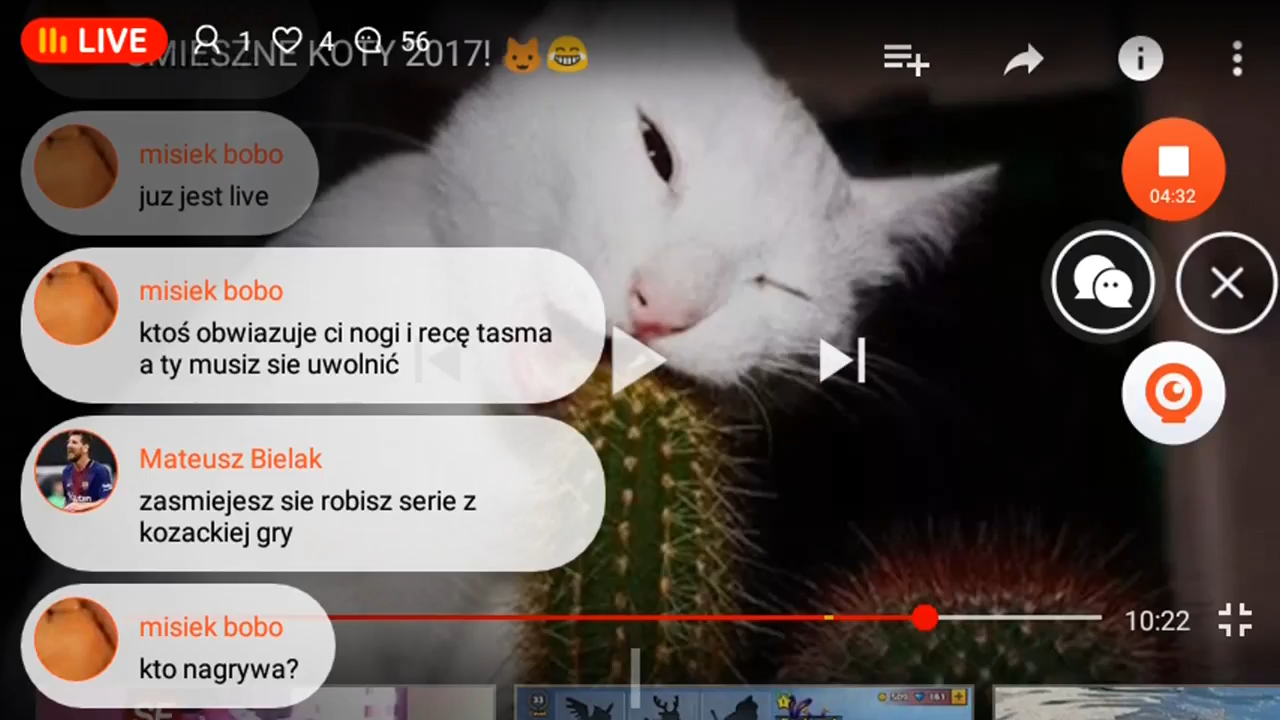 LIVE 1 4 56
ŚMIESZNE KOTY 2017! 😺😂
misiek bobo
juz jest live
04:32
misiek bobo
ktoś obwiazuje ci nogi i recę tasma
a ty musiz sie uwolnić
Mateusz Bielak
zasmiejesz sie robisz serie z
kozackiej gry
misiek bobo
kto nagrywa?
10:22
33